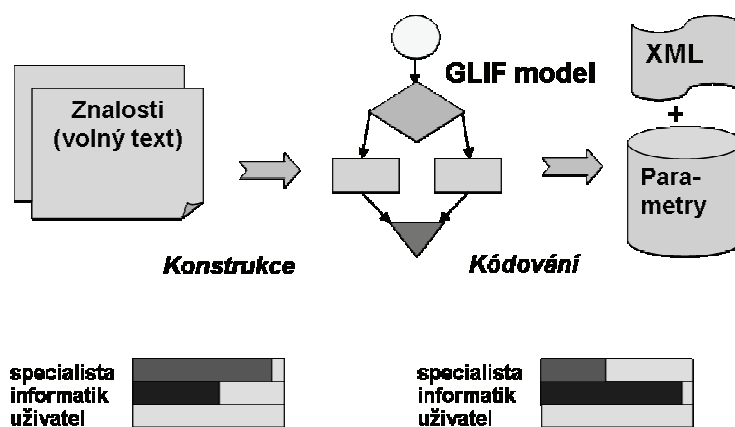 Znalosti
(volný text)
GLIF model
XML
+
Para-
metry
Konstrukce
Kódování
specialista
informatik
uživatel
specialista
informatik
uživatel